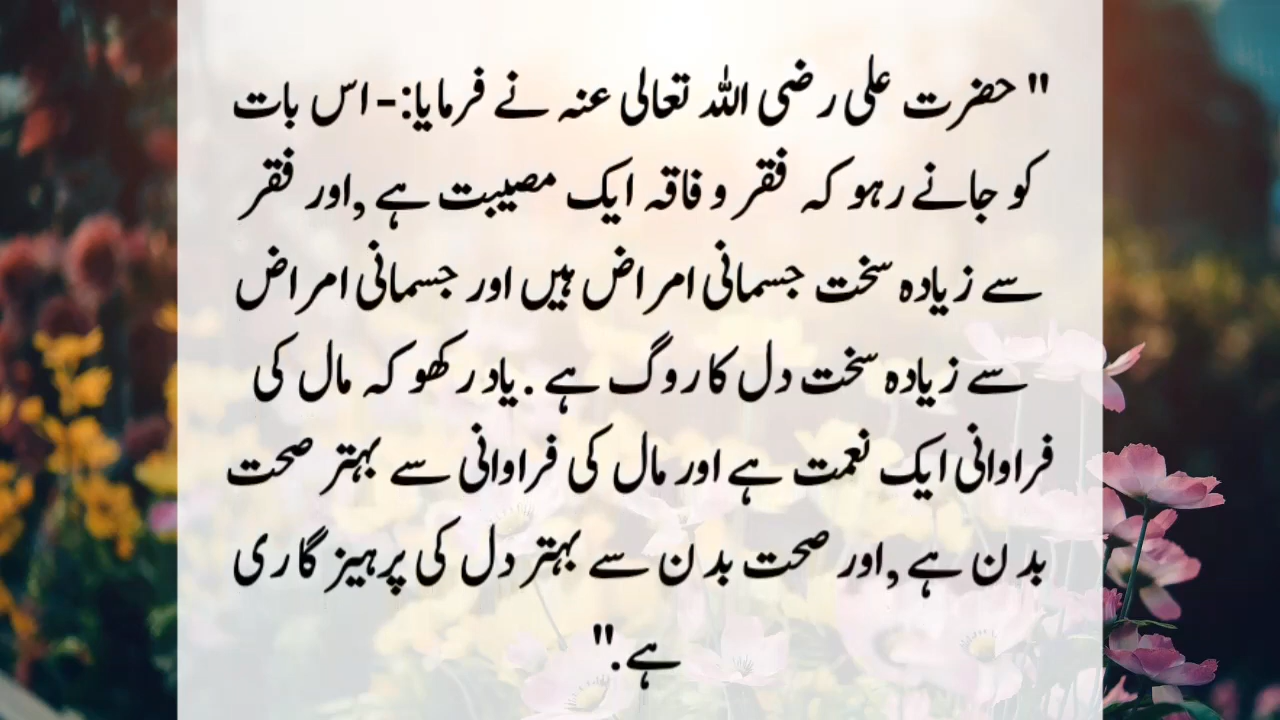 " حضرت علی رضی اللہ تعالی عنہ نے فرمایا:- اس بات
کو جانے رہو کہ فقر و فاقہ ایک مصیبت ہے ,اور فقر
سے زیادہ سخت جسمانی امراض ہیں اور جسمانی امراض
سے زیادہ سخت دل کا روگ ہے .یاد رکھو کہ مال کی
فراوانی ایک نعمت ہے اور مال کی فراوانی سے بہتر صحت
بدن ہے ,اور صحت بدن سے بہتر دل کی پرہیز گاری
ہے ."